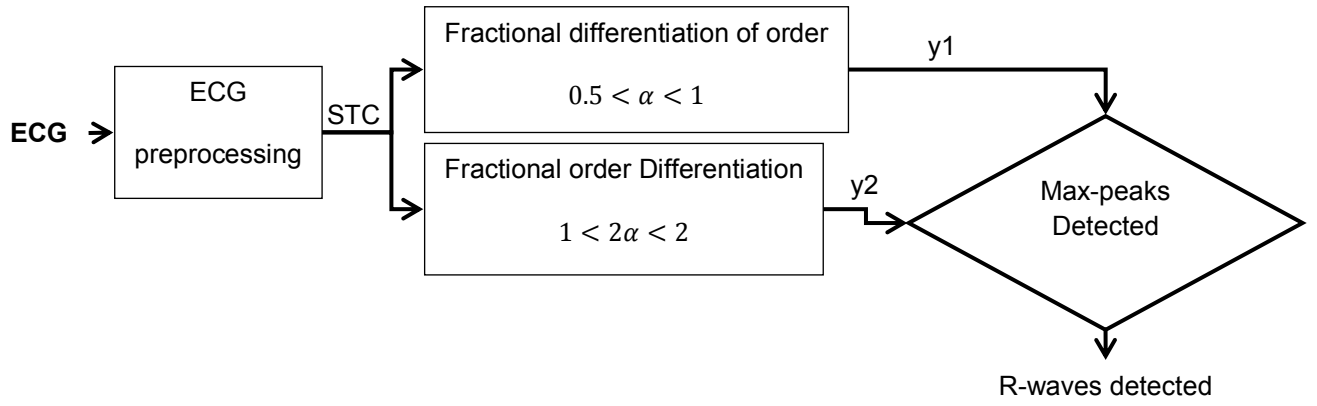 ECG
ECG
preprocessing
STC
Fractional differentiation of order
0.5 < α < 1
y1
Fractional order Differentiation
1 < 2α < 2
y2
Max-peaks
Detected
R-waves detected